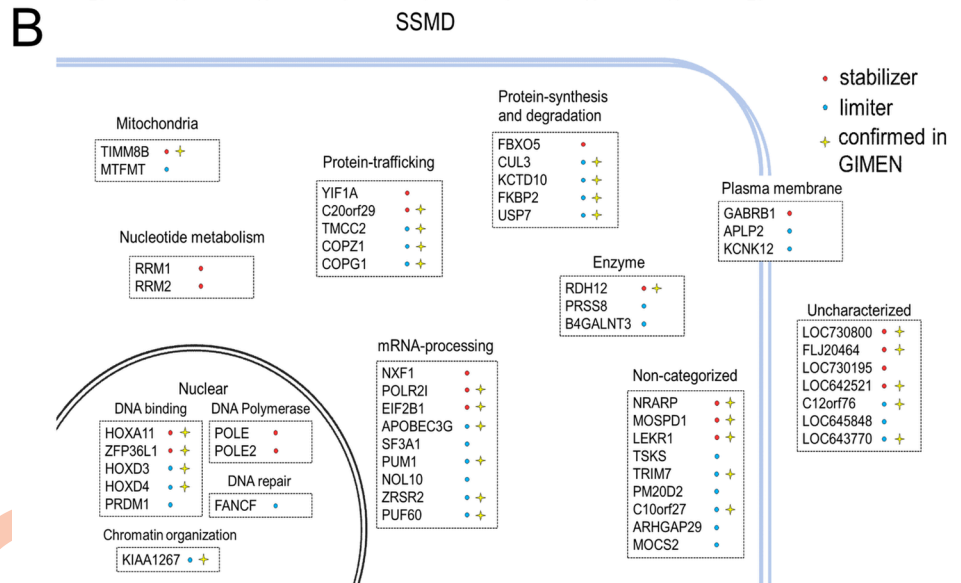 B
SSMD
stabilizer
limiter
confirmed in
GIMEN
Mitochondria
TIMM8B
MTFMT
Protein-trafficking
YIF1A
C20orf29
TMCC2
COPZ1
COPG1
Protein-synthesis
and degradation
FBXO5
CUL3
KCTD10
FKBP2
USP7
Plasma membrane
GABRB1
APLP2
KCNK12
Nucleotide metabolism
RRM1
RRM2
Enzyme
RDH12
PRSS8
B4GALNT3
Uncharacterized
LOC730800
FLJ20464
LOC730195
LOC642521
C12orf76
LOC645848
LOC643770
mRNA-processing
NXF1
POLR2I
EIF2B1
APOBEC3G
SF3A1
PUM1
NOL10
ZRSR2
PUF60
Non-categorized
NRARP
MOSPD1
LEKR1
TSKS
TRIM7
PM20D2
C10orf27
ARHGAP29
MOCS2
Nuclear
DNA binding
HOXA11
ZFP36L1
HOXD3
HOXD4
PRDM1
DNA Polymerase
POLE
POLE2
DNA repair
FANCF
Chromatin organization
KIAA1267